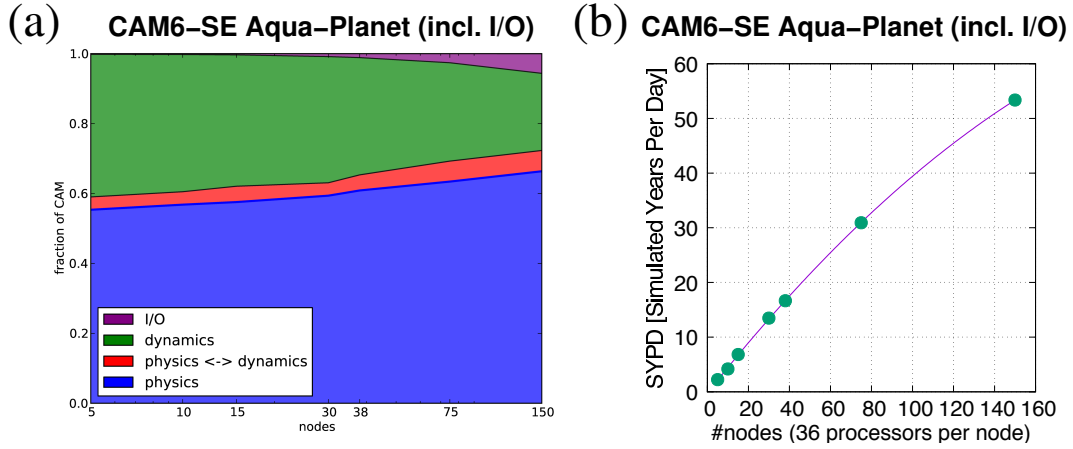 (a) CAM6−SE Aqua−Planet (incl. I/O)
fraction of CAM
1.0
0.8
0.6
0.4
0.2
0.0
I/O
dynamics
physics <-> dynamics
physics
5 10 15 30 38 75 150
nodes
(b) CAM6−SE Aqua−Planet (incl. I/O)
SYPD [Simulated Years Per Day]
60
50
40
30
20
10
0
0 20 40 60 80 100 120 140 160
#nodes (36 processors per node)